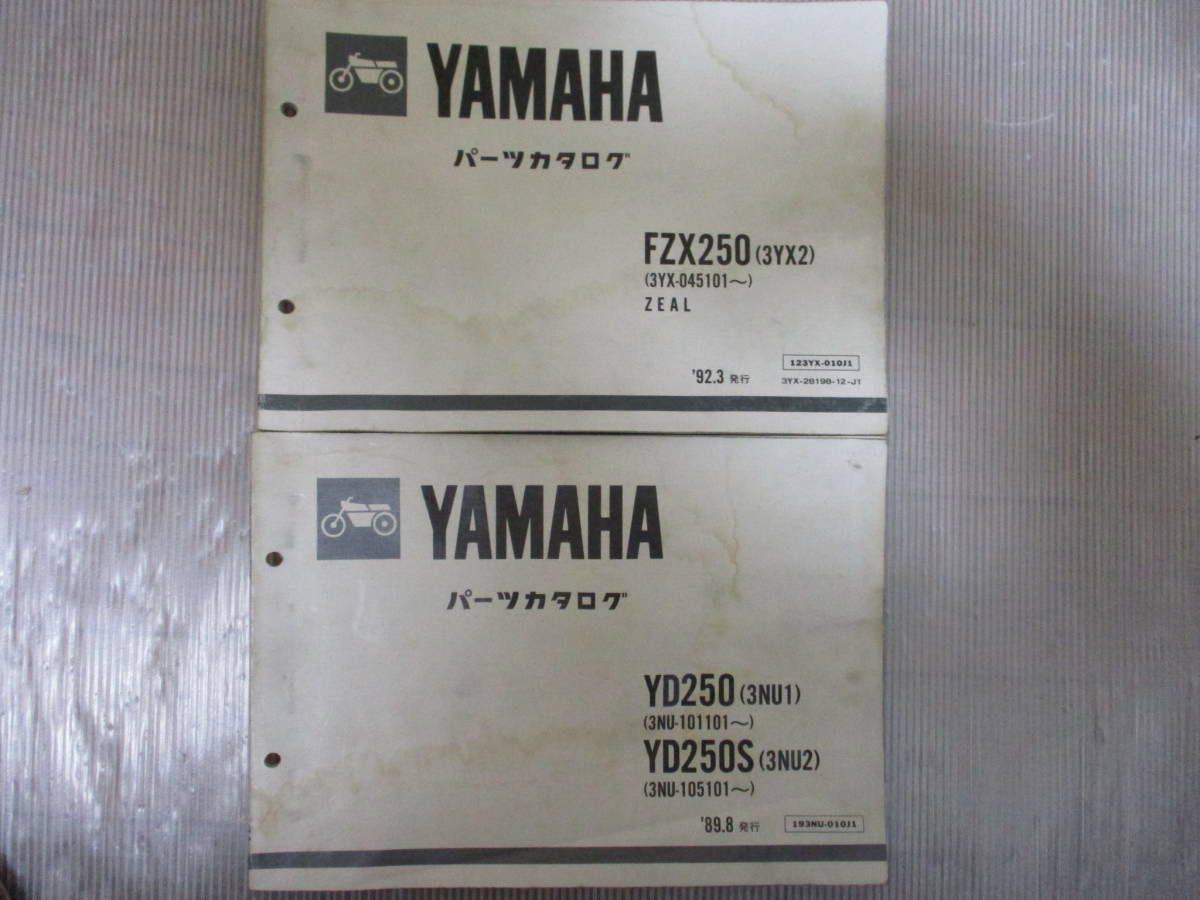 YAMAHA
パーツカタログ
FZX250 (3YX2)
(3YX-045101～)
ZEAL
123YX-010J1
'92.3 発行
3YX-28198-12-J1
YAMAHA
パーツカタログ
YD250 (3NU1)
(3NU-101101～)
YD250S (3NU2)
(3NU-105101～)
'89.8 発行
193NU-010J1